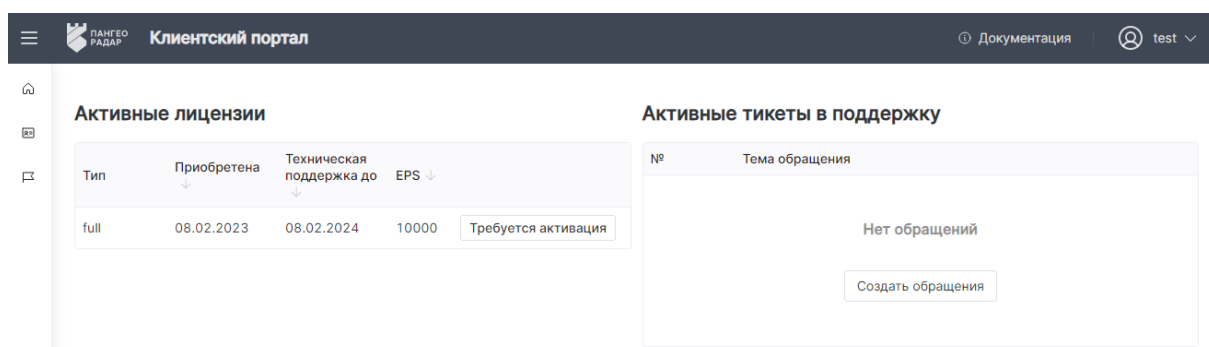 ПАНГЕО
РАДАР
Клиентский портал
Документация
test
Активные лицензии
Тип
Приобретена
Техническая
поддержка до
EPS
full
08.02.2023
08.02.2024
10000
Требуется активация
Активные тикеты в поддержку
№
Тема обращения
Нет обращений
Создать обращения